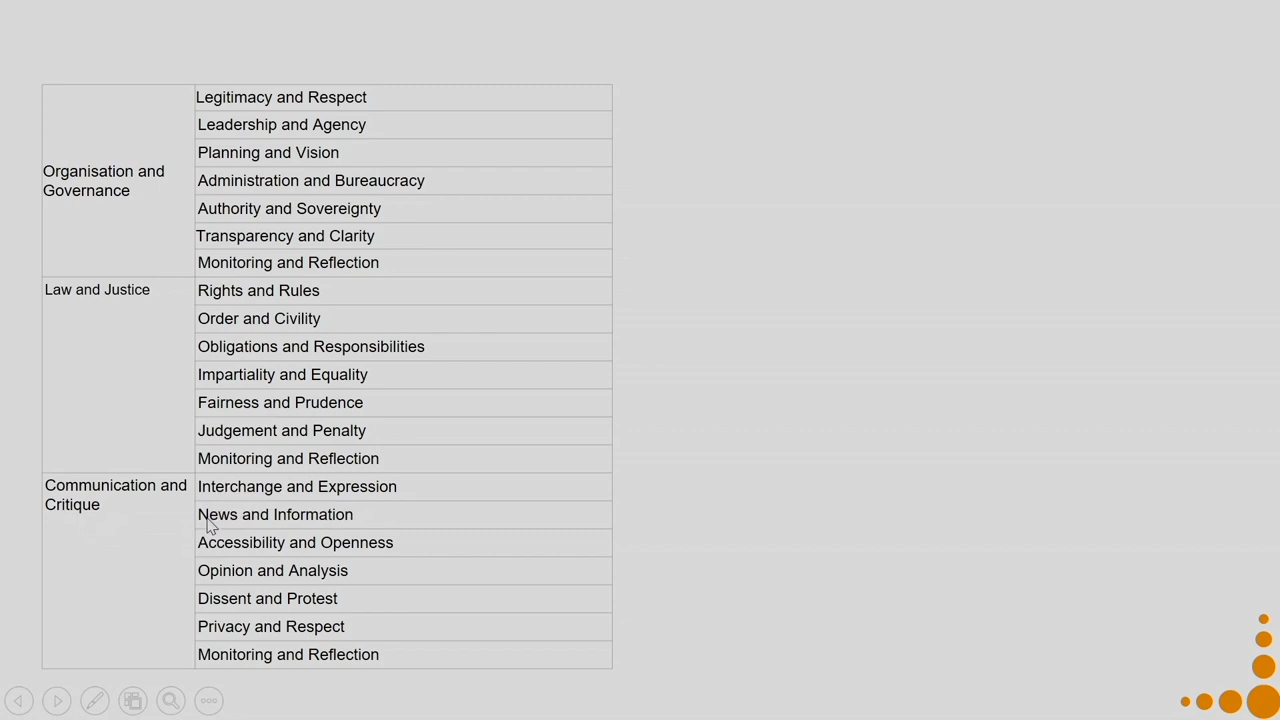 Organisation and
Governance
Legitimacy and Respect
Leadership and Agency
Planning and Vision
Administration and Bureaucracy
Authority and Sovereignty
Transparency and Clarity
Monitoring and Reflection
Law and Justice
Rights and Rules
Order and Civility
Obligations and Responsibilities
Impartiality and Equality
Fairness and Prudence
Judgement and Penalty
Monitoring and Reflection
Communication and
Critique
Interchange and Expression
News and Information
Accessibility and Openness
Opinion and Analysis
Dissent and Protest
Privacy and Respect
Monitoring and Reflection